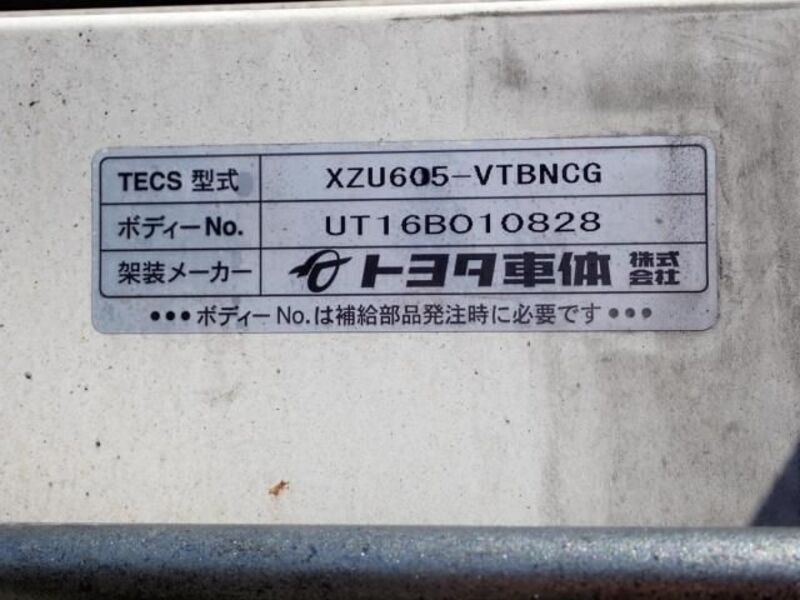 TECS 型式 XZU605-VTBNCG
ボディーNo. UT16B010828
架装メーカー トヨタ車体 株式会社
•••ボディーNo.は補給部品発注時に必要です•••